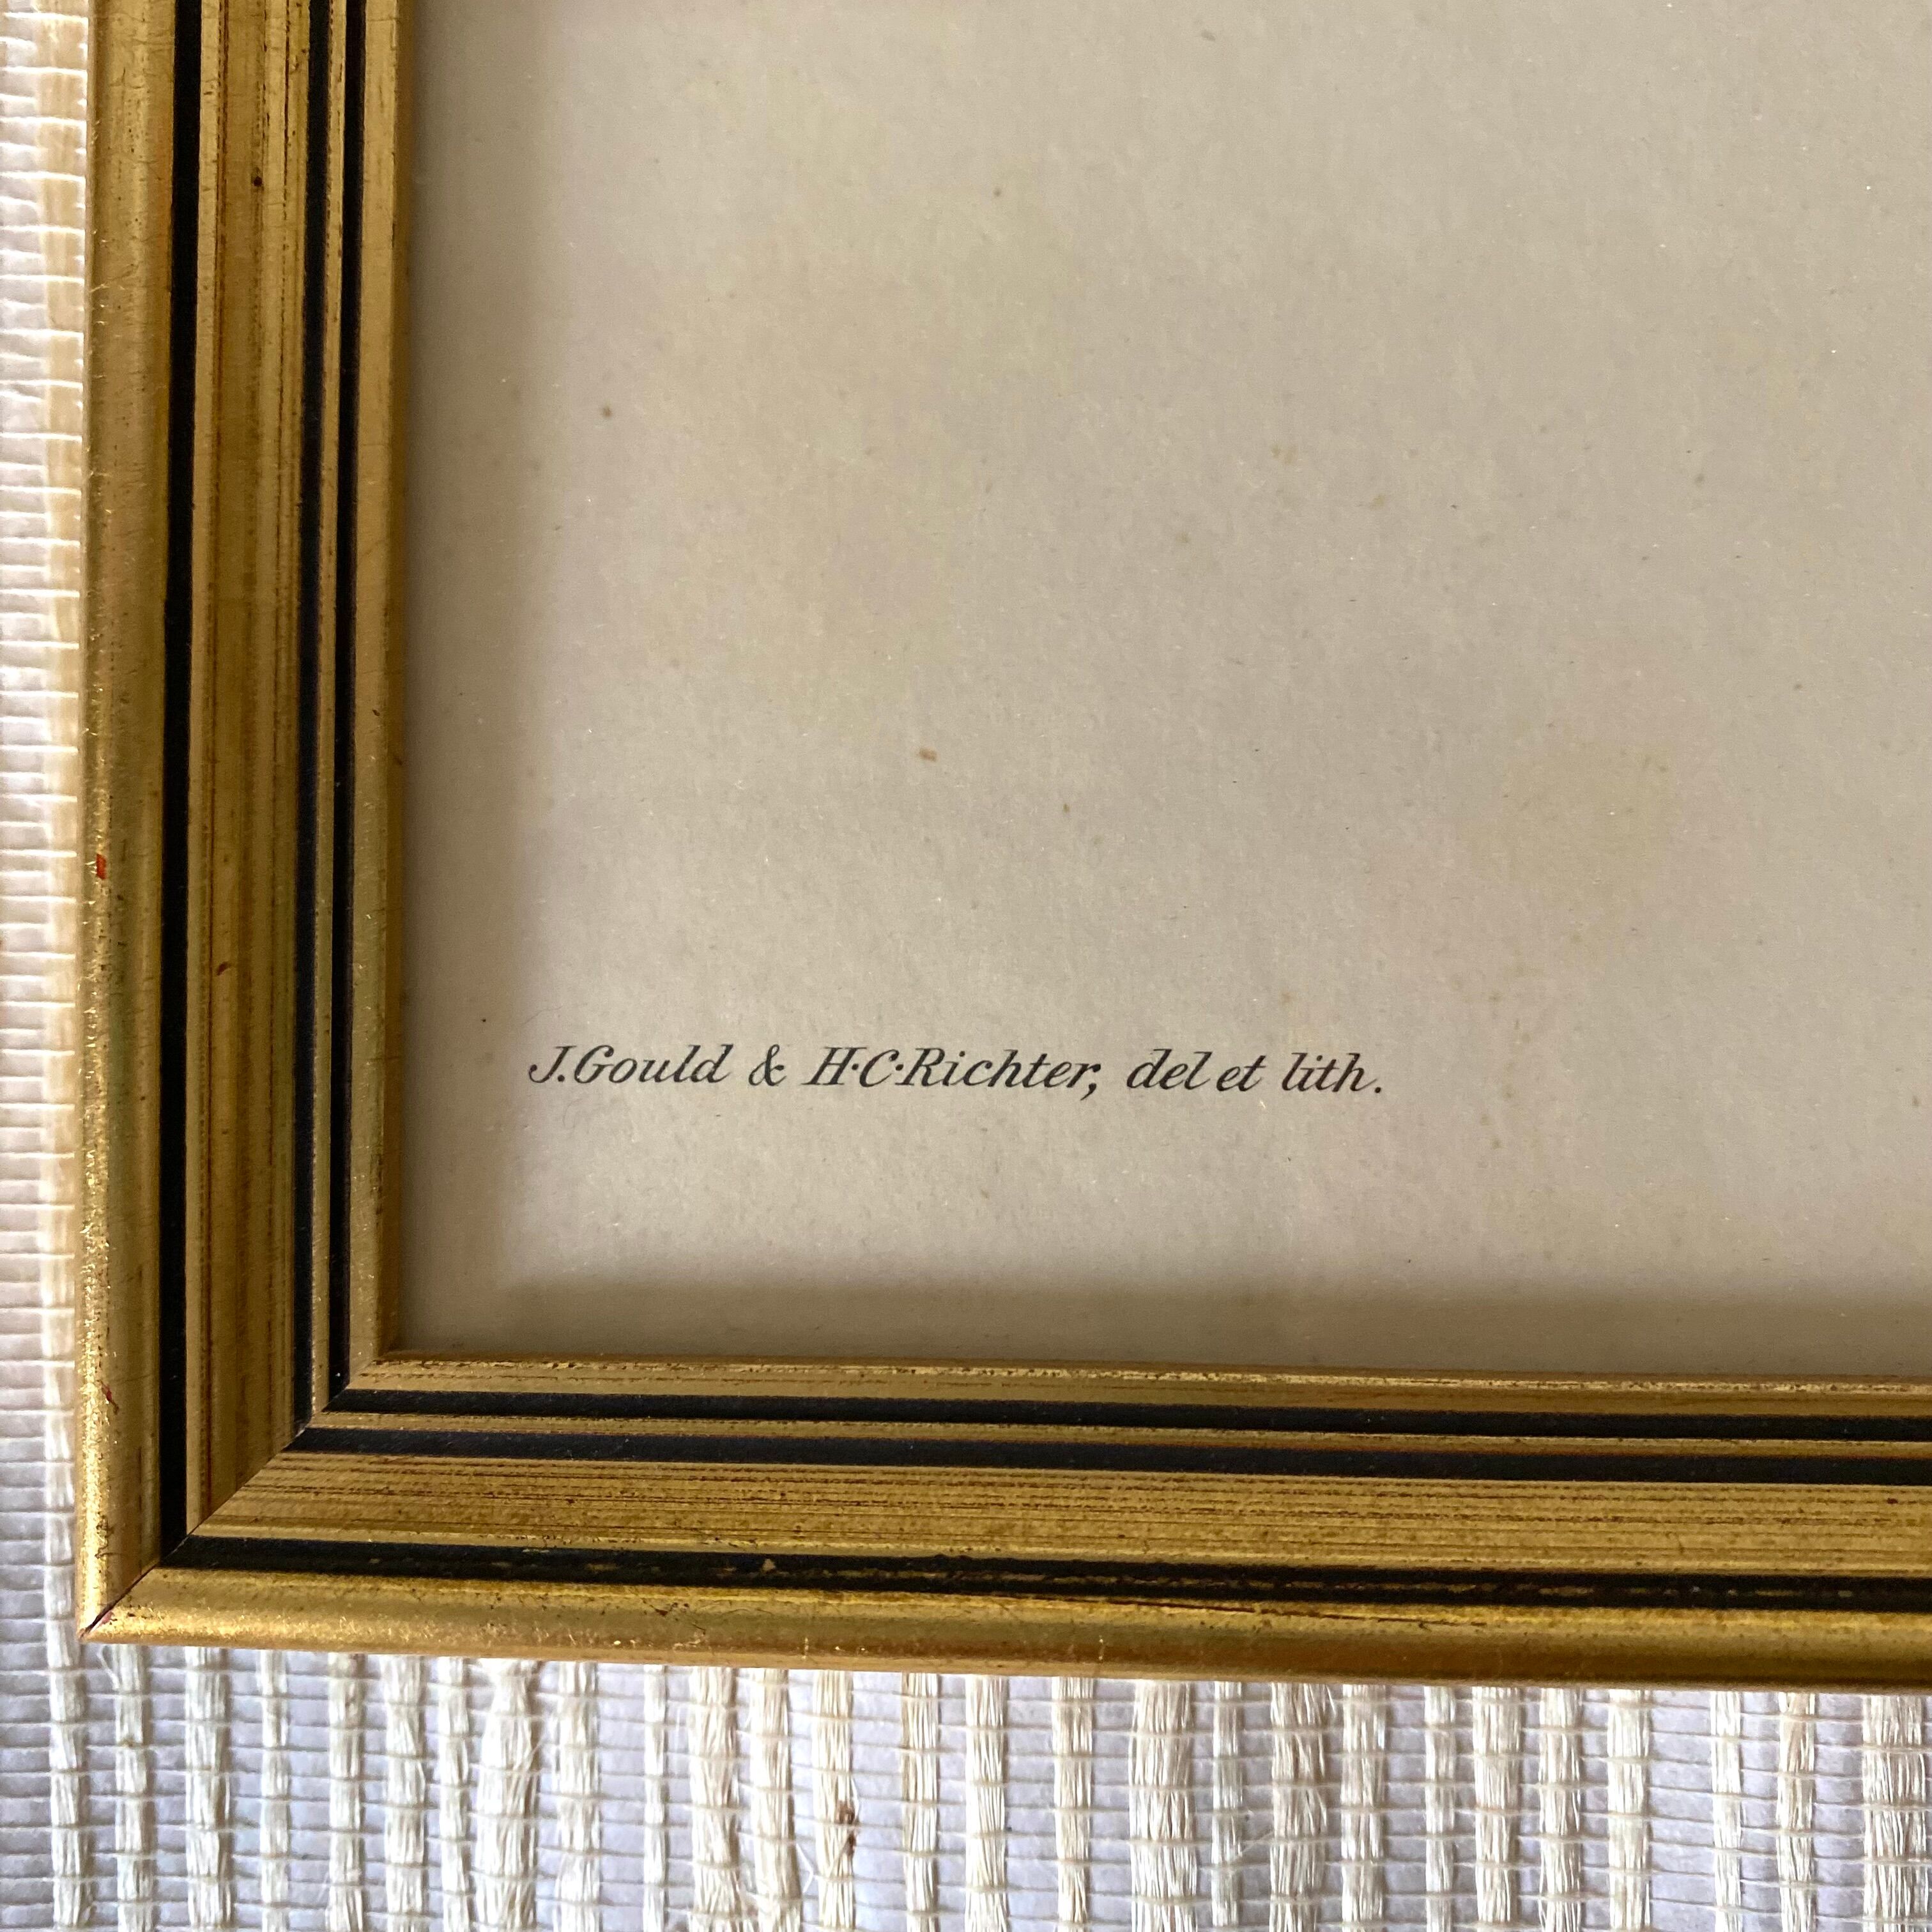 J. Gould & H·C·Richter, del et lith.